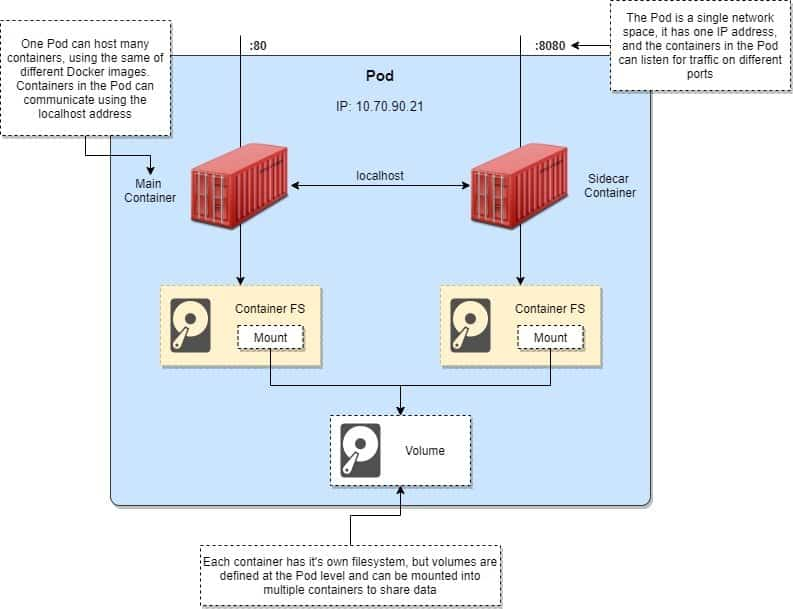 One Pod can host many
containers, using the same of
different Docker images.
Containers in the Pod can
communicate using the
localhost address
:80
:8080
The Pod is a single network
space, it has one IP address,
and the containers in the Pod
can listen for traffic on different
ports
Pod
IP: 10.70.90.21
Main
Container
localhost
Sidecar
Container
Container FS
Mount
Container FS
Mount
Volume
Each container has it's own filesystem, but volumes are
defined at the Pod level and can be mounted into
multiple containers to share data